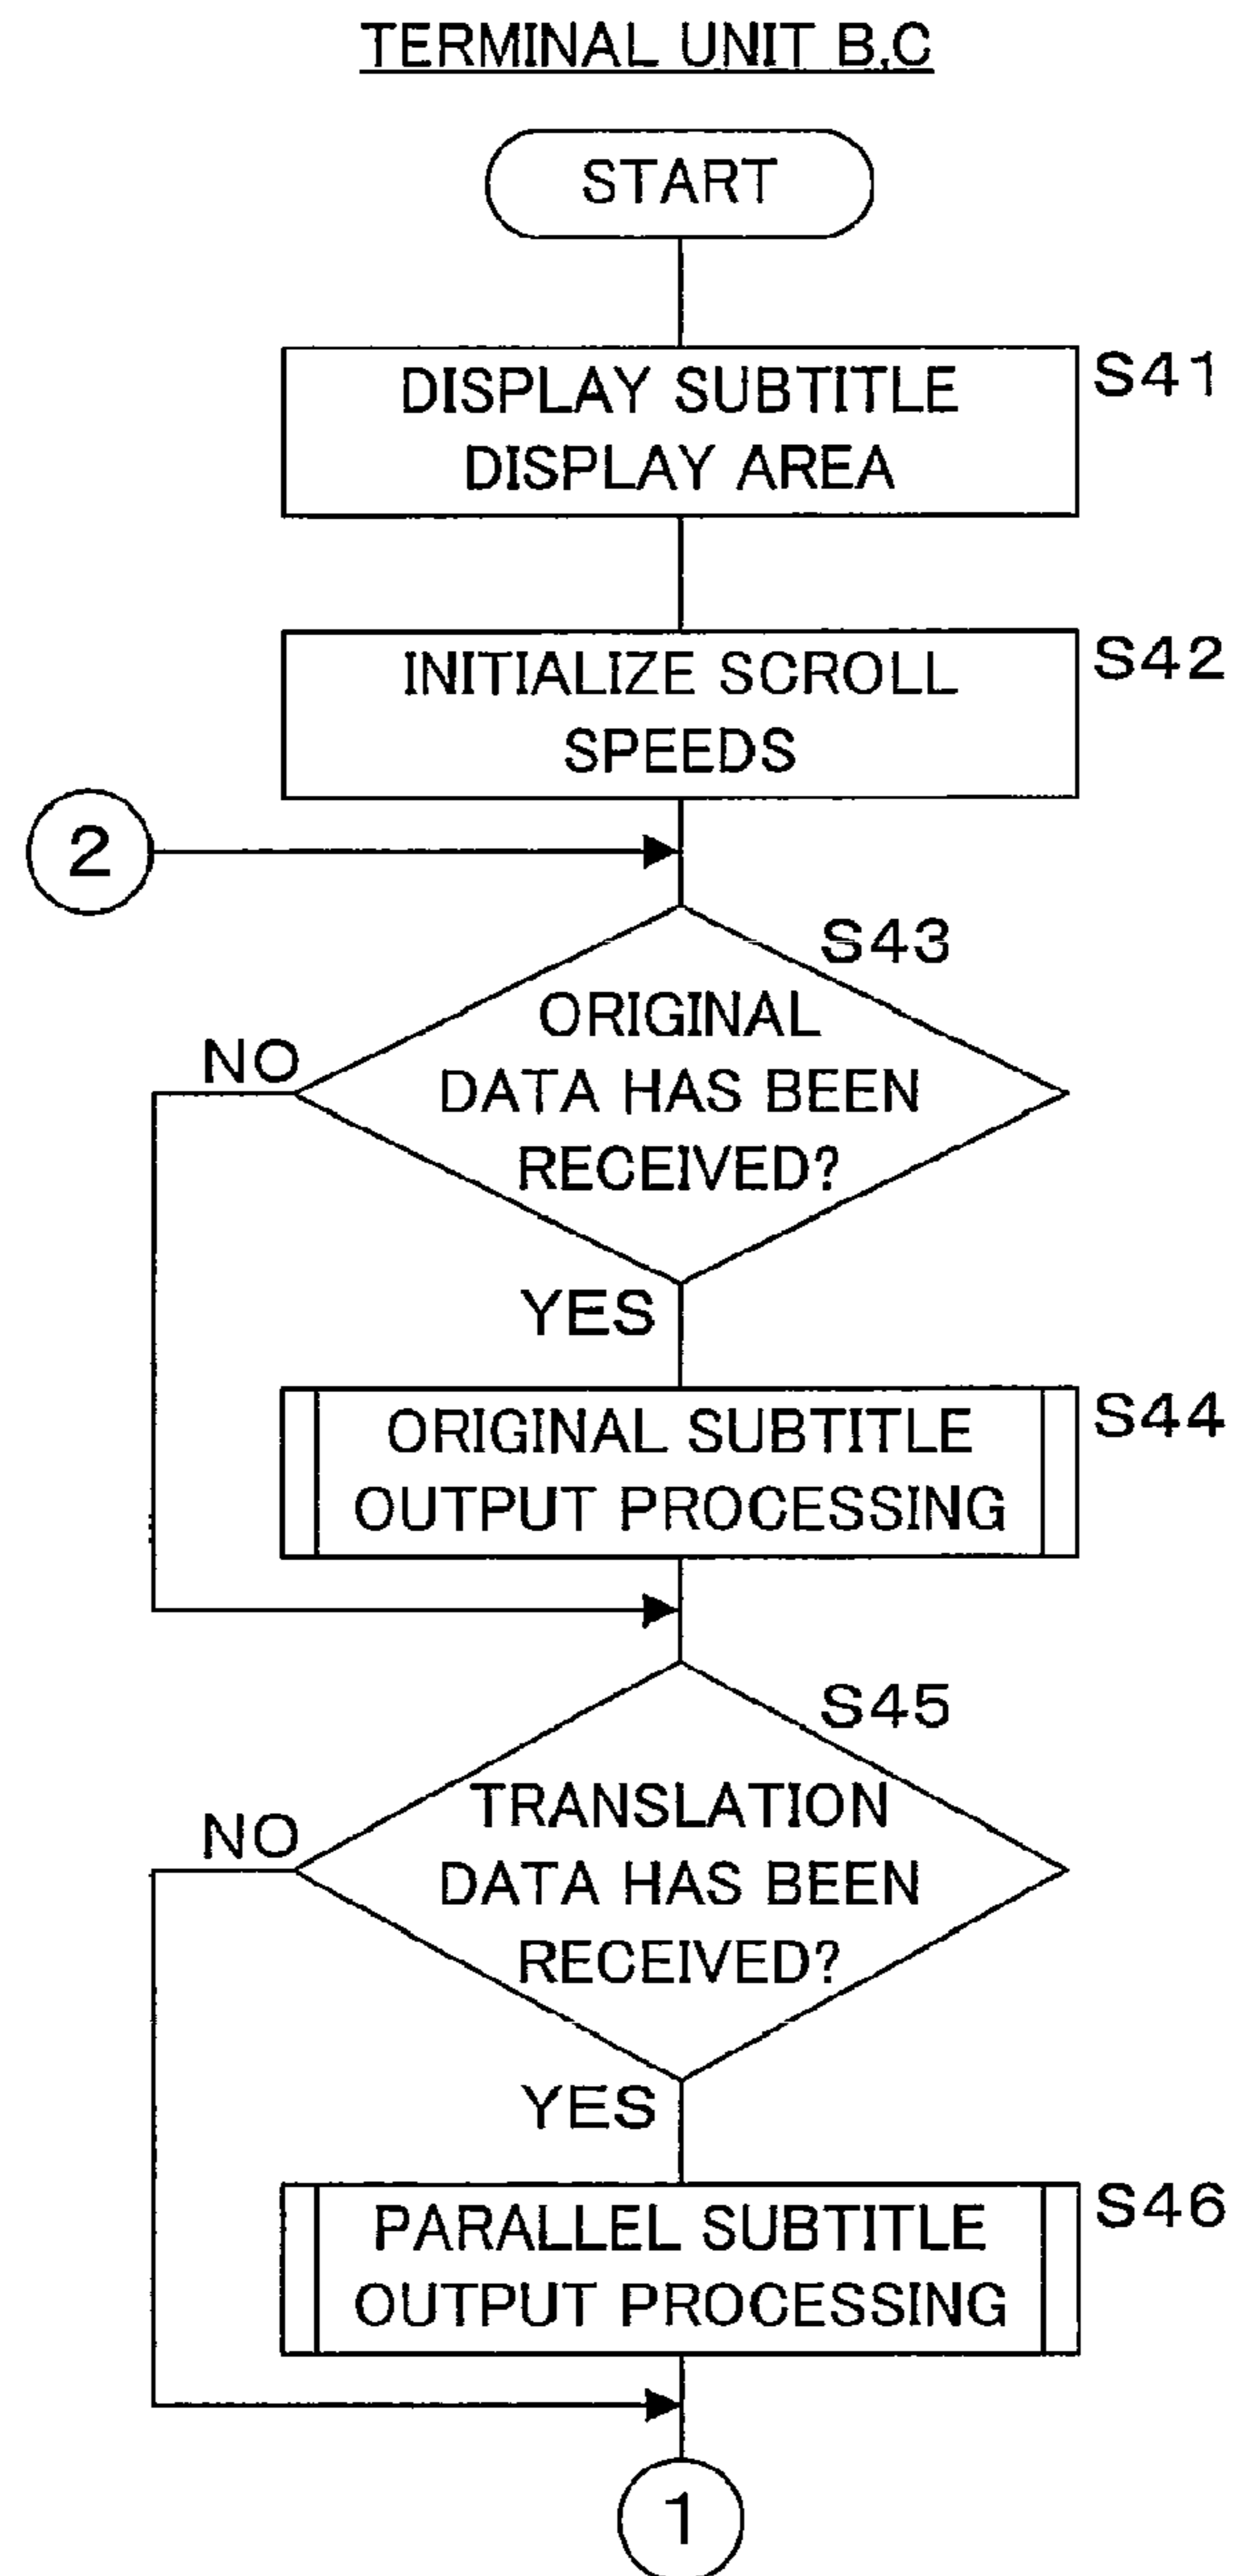 TERMINAL UNIT B,C
START
DISPLAY SUBTITLE
DISPLAY AREA
S41
INITIALIZE SCROLL
SPEEDS
S42
2
S43
ORIGINAL
DATA HAS BEEN
RECEIVED?
NO
YES
ORIGINAL SUBTITLE
OUTPUT PROCESSING
S44
S45
TRANSLATION
DATA HAS BEEN
RECEIVED?
NO
YES
PARALLEL SUBTITLE
OUTPUT PROCESSING
S46
1